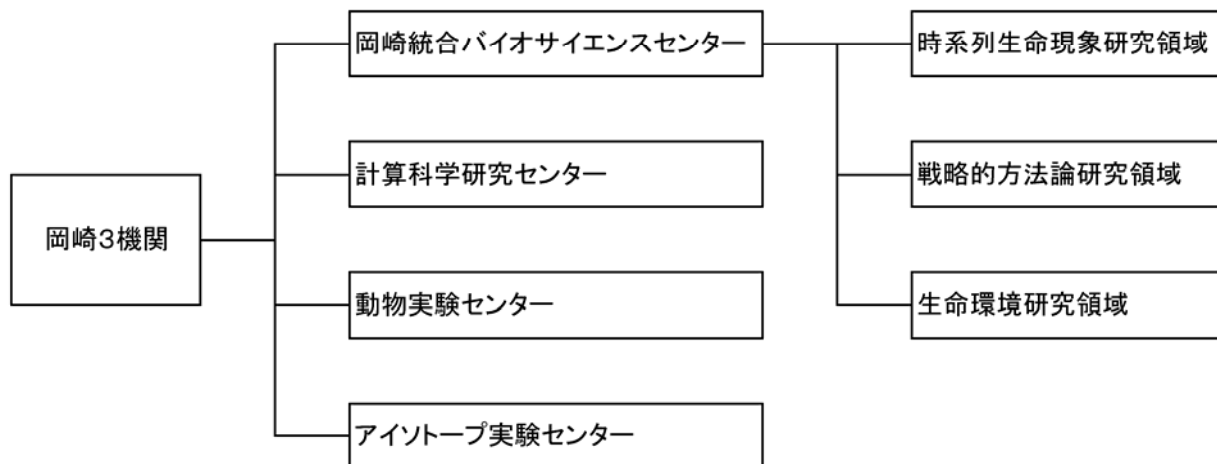 岡崎統合バイオサイエンスセンター
時系列生命現象研究領域
計算科学研究センター
戦略的方法論研究領域
岡崎3機関
動物実験センター
生命環境研究領域
アイソトープ実験センター